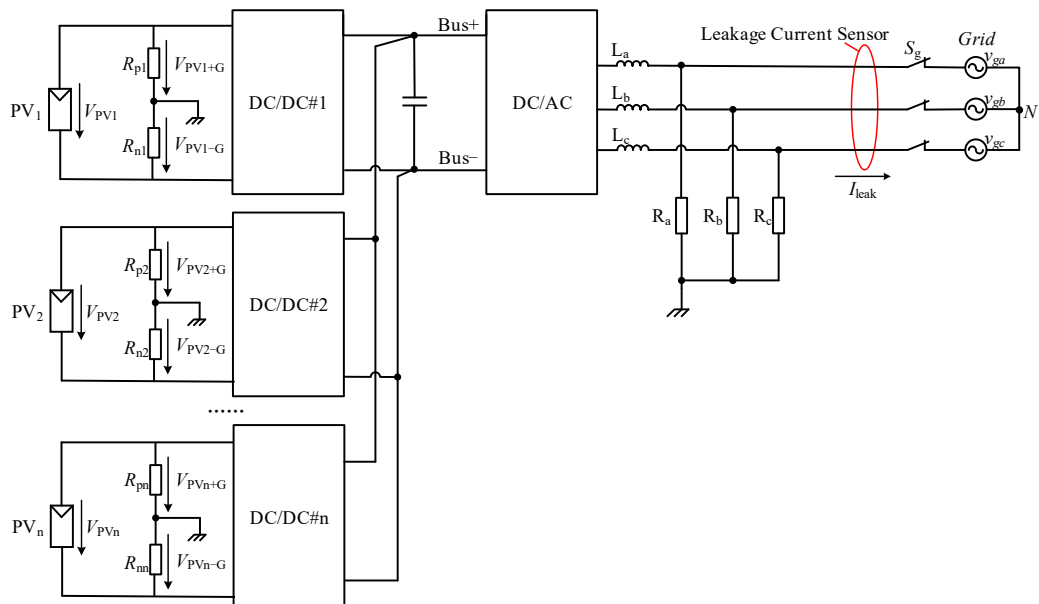 Bus+
Leakage Current Sensor
Grid
S_g
v_ga
R_p1
V_PV1+G
L_a
PV_1
V_PV1
DC/DC#1
DC/AC
L_b
v_gb
N
R_n1
V_PV1−G
L_c
v_gc
Bus−
I_leak
R_a
R_b
R_c
R_p2
V_PV2+G
PV_2
V_PV2
DC/DC#2
R_n2
V_PV2−G
......
R_pn
V_PVn+G
PV_n
V_PVn
DC/DC#n
R_nn
V_PVn−G